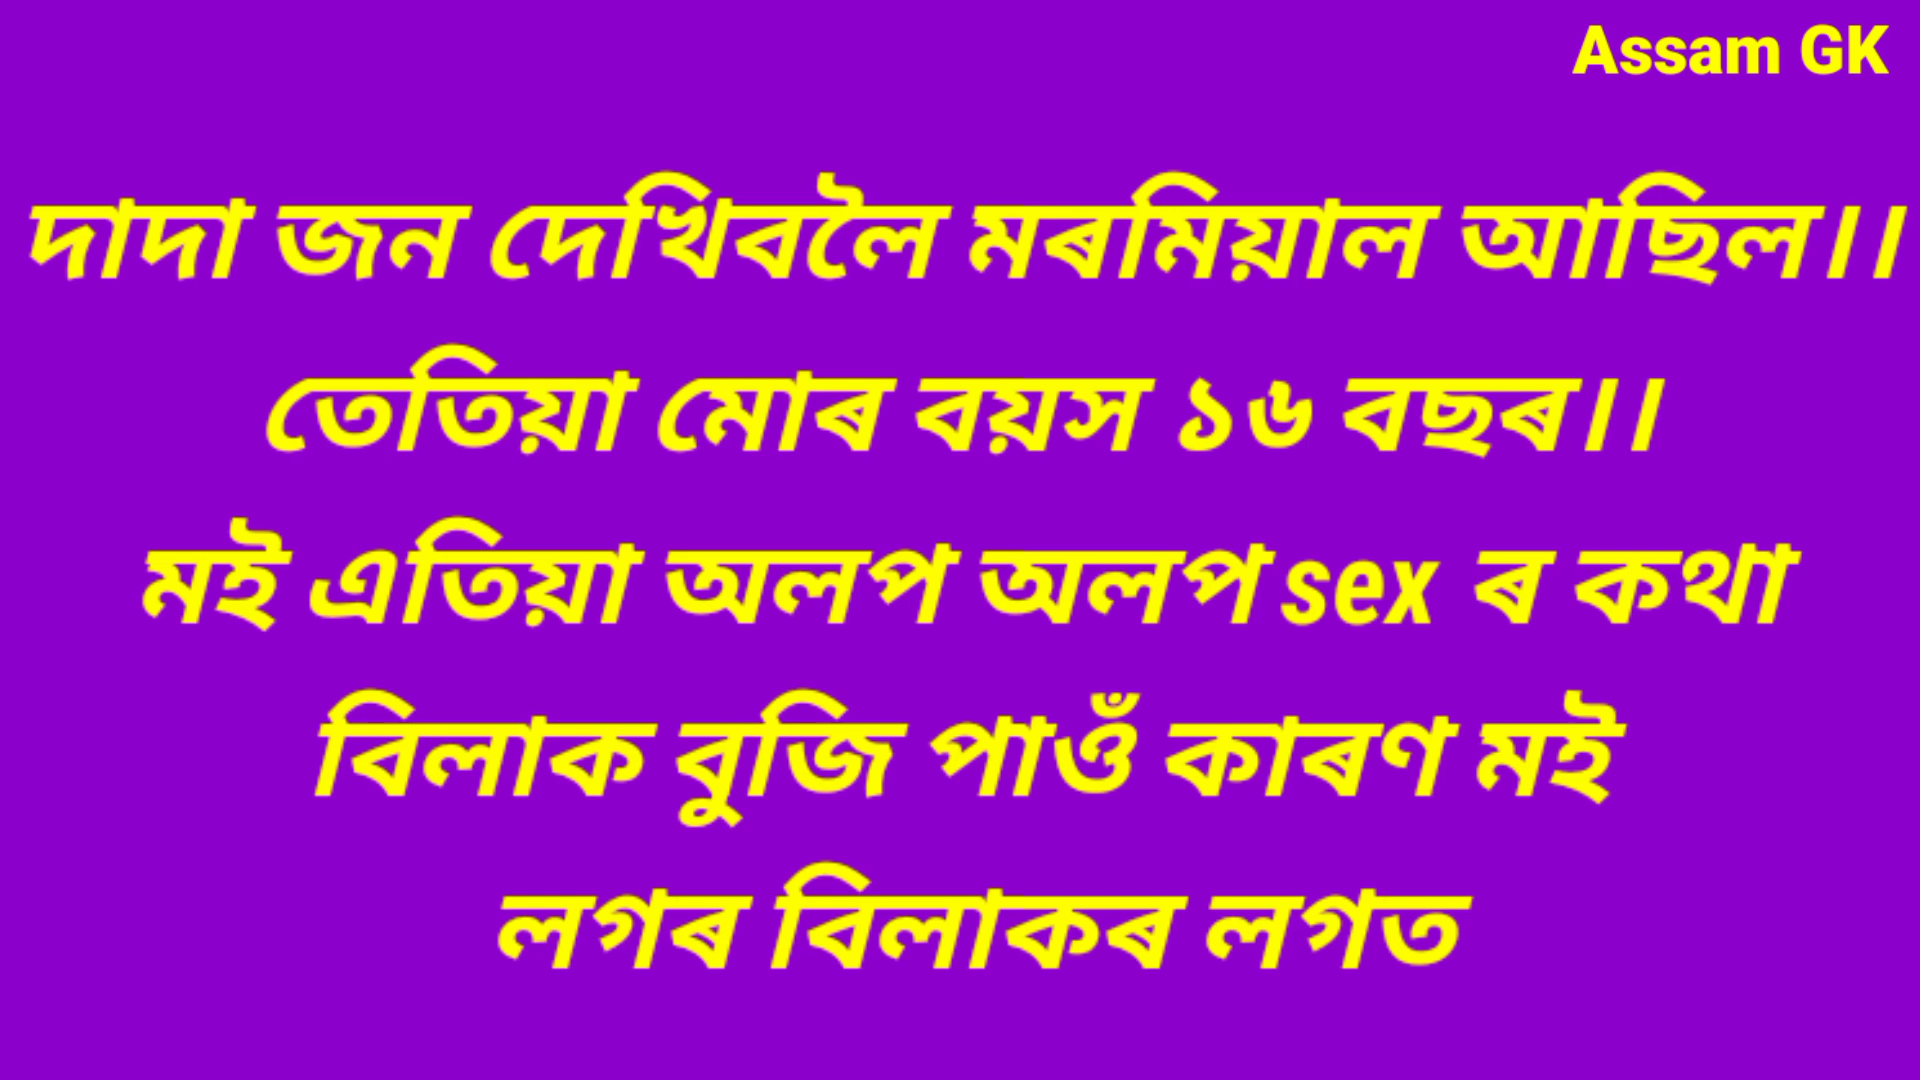 Assam GK
দাদা জন দেখিবলৈ মৰমিয়াল আছিল।।
তেতিয়া মোৰ বয়স ১৬ বছৰ।।
মই এতিয়া অলপ অলপ sex ৰ কথা
বিলাক বুজি পাওঁ কাৰণ মই
লগৰ বিলাকৰ লগত